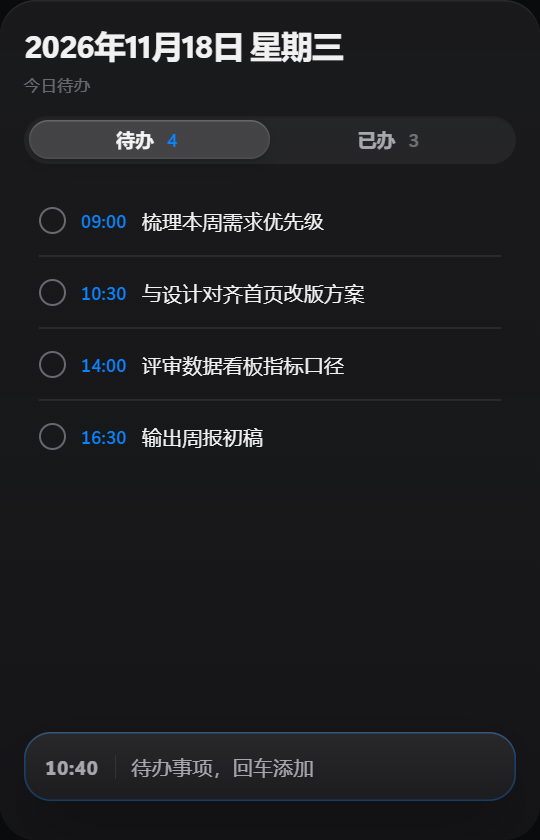 2026年11月18日 星期三
今日待办
待办 4 已办 3
09:00 梳理本周需求优先级
10:30 与设计对齐首页改版方案
14:00 评审数据看板指标口径
16:30 输出周报初稿
10:40 待办事项，回车添加